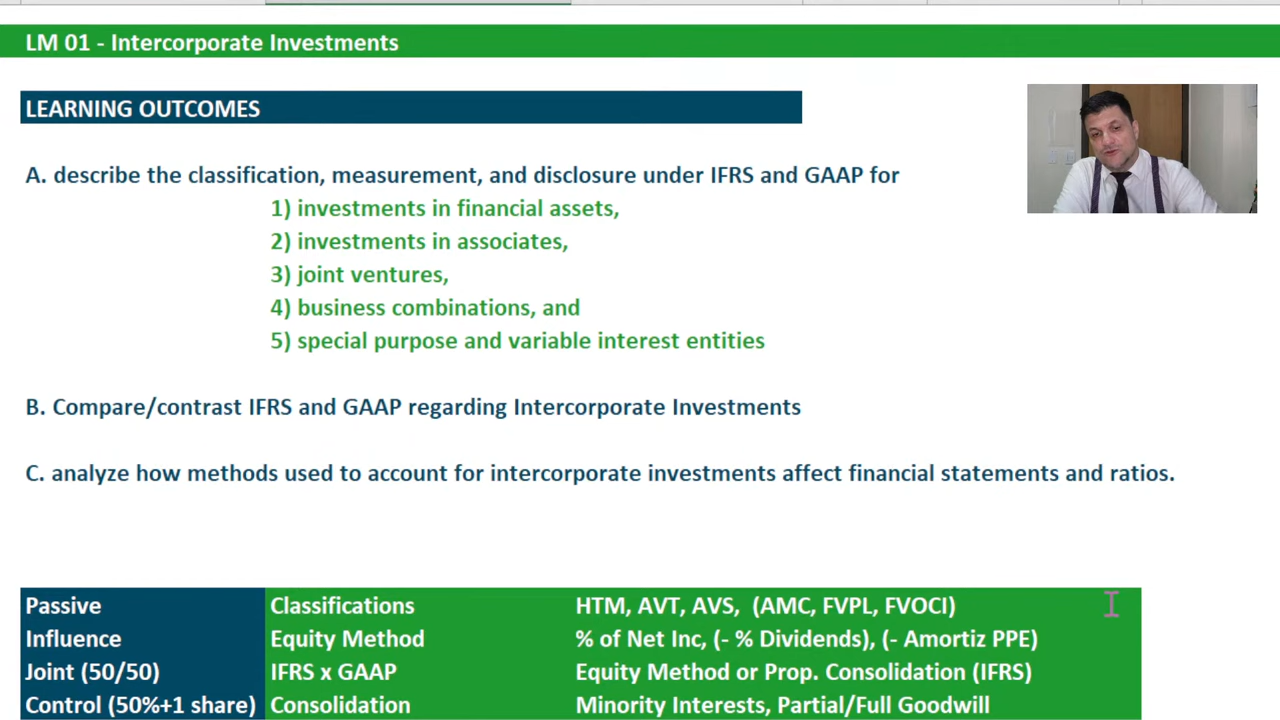 LM 01 - Intercorporate Investments
LEARNING OUTCOMES
A. describe the classification, measurement, and disclosure under IFRS and GAAP for
1) investments in financial assets,
2) investments in associates,
3) joint ventures,
4) business combinations, and
5) special purpose and variable interest entities
B. Compare/contrast IFRS and GAAP regarding Intercorporate Investments
C. analyze how methods used to account for intercorporate investments affect financial statements and ratios.
Passive Classifications HTM, AVT, AVS, (AMC, FVPL, FVOCI)
Influence Equity Method % of Net Inc, (- % Dividends), (- Amortiz PPE)
Joint (50/50) IFRS x GAAP Equity Method or Prop. Consolidation (IFRS)
Control (50%+1 share) Consolidation Minority Interests, Partial/Full Goodwill